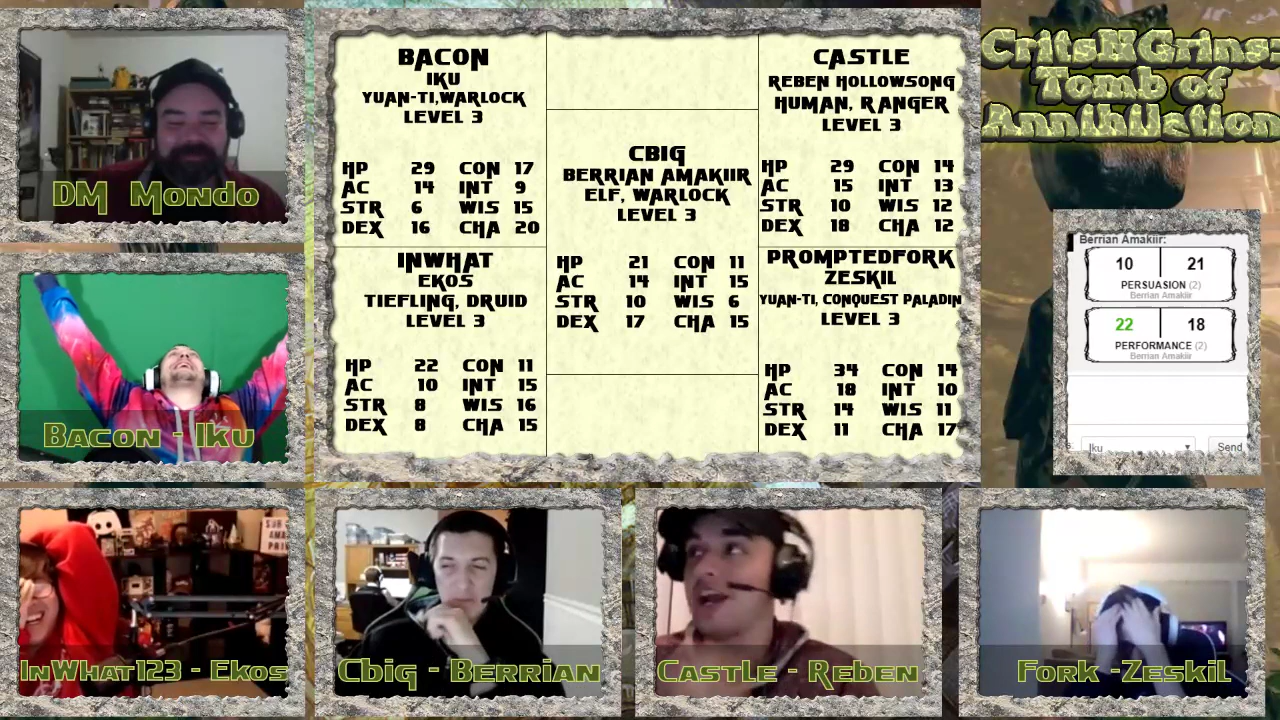 BACON
IKU
YUAN-TI,WARLOCK
LEVEL 3
HP 29 CON 17
AC 14 INT 9
STR 6 WIS 15
DEX 16 CHA 20
INWHAT
EKOS
TIEFLING, DRUID
LEVEL 3
HP 22 CON 11
AC 10 INT 15
STR 8 WIS 16
DEX 8 CHA 15
CBIG
BERRIAN AMAKIIR
ELF, WARLOCK
LEVEL 3
HP 21 CON 11
AC 14 INT 15
STR 10 WIS 6
DEX 17 CHA 15
CASTLE
REBEN HOLLOWSONG
HUMAN, RANGER
LEVEL 3
HP 29 CON 14
AC 15 INT 13
STR 10 WIS 12
DEX 18 CHA 12
PROMPTEDFORK
ZESKIL
YUAN-TI, CONQUEST PALADIN
LEVEL 3
HP 34 CON 14
AC 18 INT 10
STR 14 WIS 11
DEX 11 CHA 17
CritsNGrins:
Tomb of
Annihilation
Berrian Amakiir:
10 21
PERSUASION (2)
Berrian Amakiir
22 18
PERFORMANCE (2)
Berrian Amakiir
Iku Send
DM Mondo
Bacon - Iku
InWhat123 - Ekos
Cbig - Berrian
Castle - Reben
Fork -Zeskil